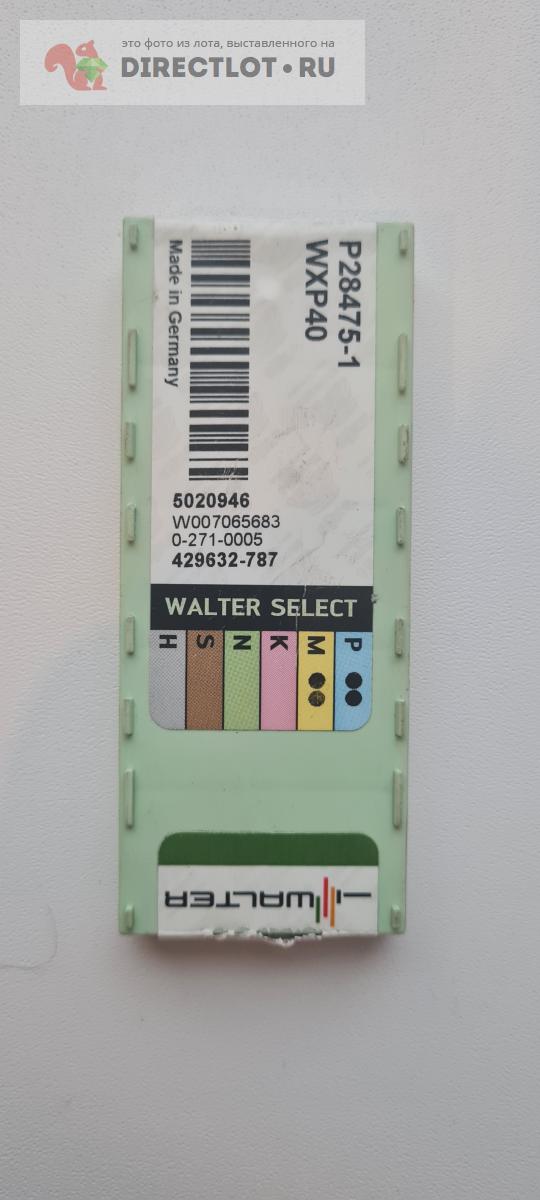 это фото из лота, выставленного на
DIRECTLOT.RU
P28475-1
WXP40
Made in Germany
5020946
W007065683
0-271-0005
429632-787
WALTER SELECT
H S N K M P
WALTER